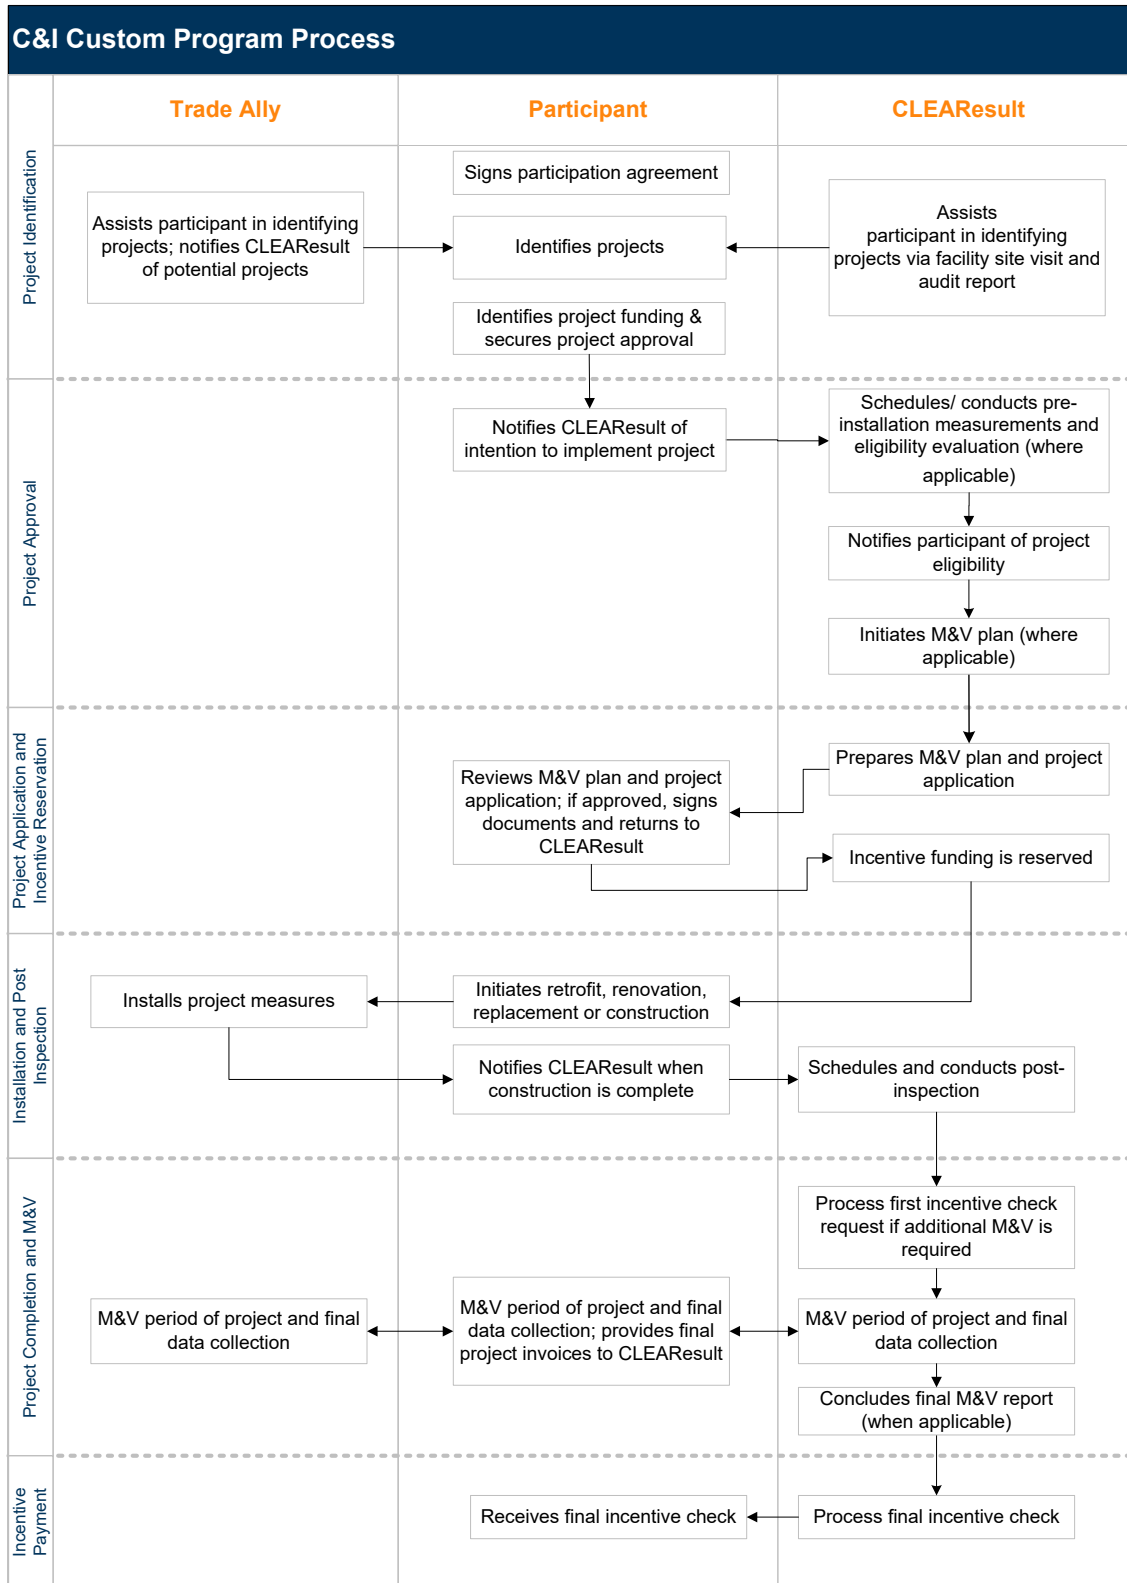 C&I Custom Program Process
Trade Ally
Participant
CLEAResult
Project Identification
Signs participation agreement
Assists participant in identifying
projects; notifies CLEAResult
of potential projects
Identifies projects
Assists
participant in identifying
projects via facility site visit and
audit report
Identifies project funding &
secures project approval
Project Approval
Notifies CLEAResult of
intention to implement project
Schedules/ conducts pre-
installation measurements and
eligibility evaluation (where
applicable)
Notifies participant of project
eligibility
Initiates M&V plan (where
applicable)
Project Application and
Incentive Reservation
Prepares M&V plan and project
application
Reviews M&V plan and project
application; if approved, signs
documents and returns to
CLEAResult
Incentive funding is reserved
Installation and Post
Inspection
Installs project measures
Initiates retrofit, renovation,
replacement or construction
Notifies CLEAResult when
construction is complete
Schedules and conducts post-
inspection
Project Completion and M&V
Process first incentive check
request if additional M&V is
required
M&V period of project and final
data collection
M&V period of project and final
data collection; provides final
project invoices to CLEAResult
M&V period of project and final
data collection
Concludes final M&V report
(when applicable)
Incentive
Payment
Receives final incentive check
Process final incentive check